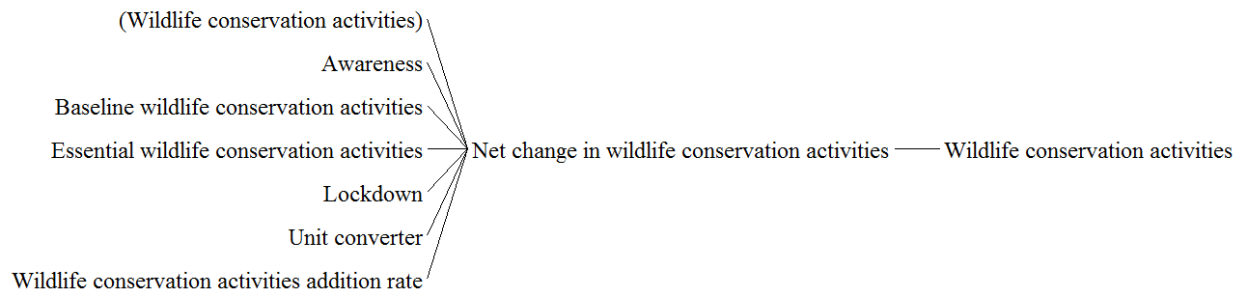 (Wildlife conservation activities)
Awareness
Baseline wildlife conservation activities
Essential wildlife conservation activities
Net change in wildlife conservation activities
Wildlife conservation activities
Lockdown
Unit converter
Wildlife conservation activities addition rate